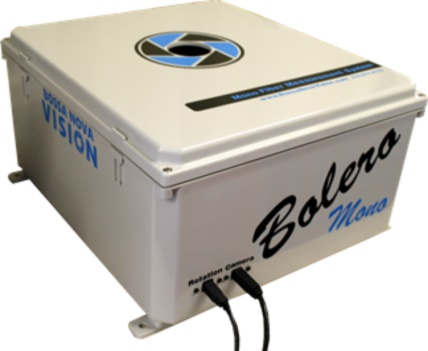 Mono Fiber Measurement System
BOSSA NOVA
VISION
Bolero
Mono
Rotation Camera